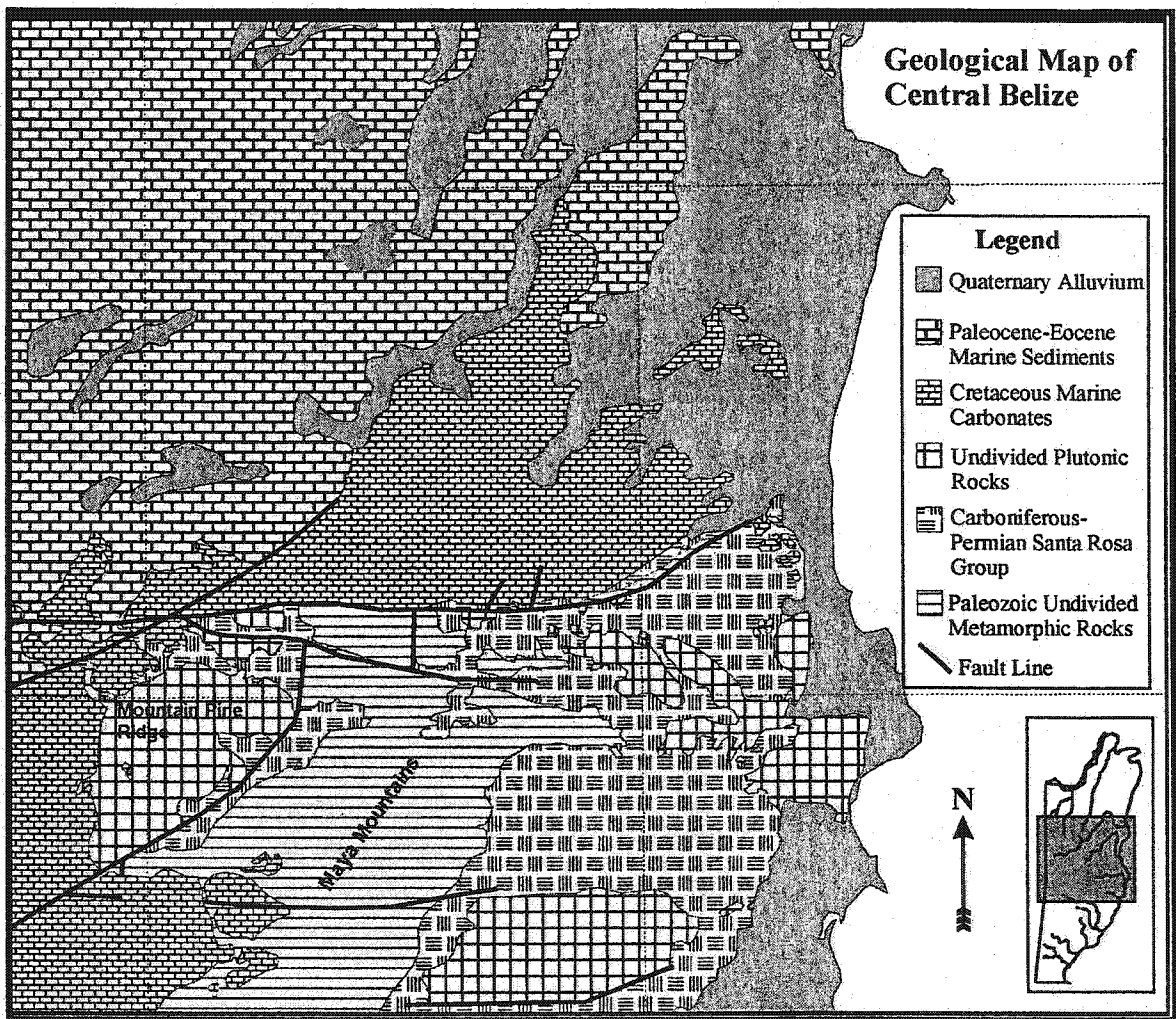 Geological Map of
Central Belize
Legend
Quaternary Alluvium
Paleocene-Eocene
Marine Sediments
Cretaceous Marine
Carbonates
Undivided Plutonic
Rocks
Carboniferous-
Permian Santa Rosa
Group
Paleozoic Undivided
Metamorphic Rocks
Fault Line
Mountain Pine
Ridge
Maya Mountains
N